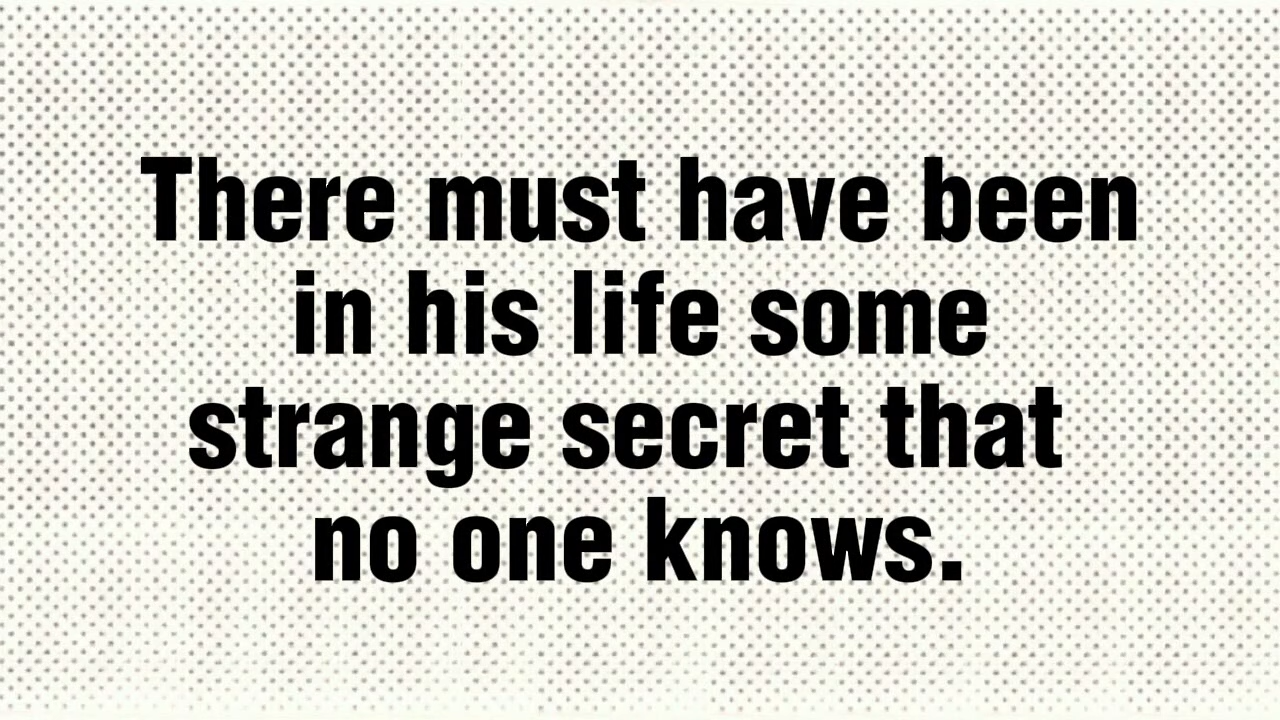 There must have been
in his life some
strange secret that
no one knows.